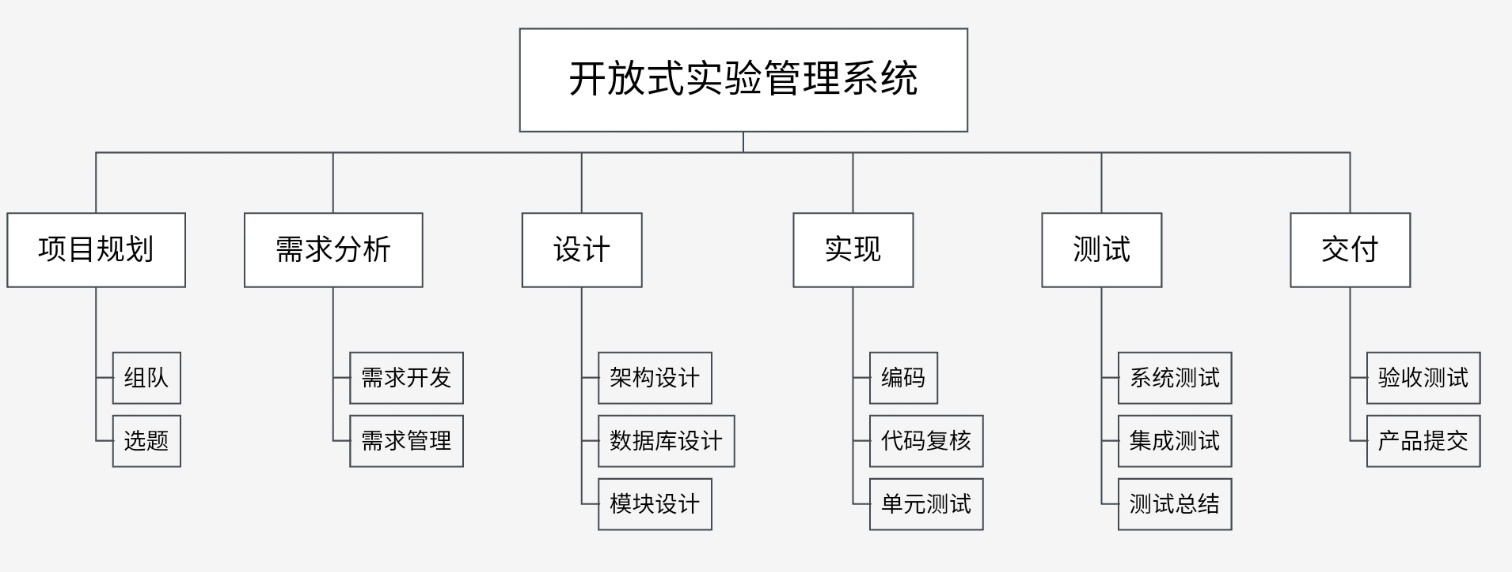 开放式实验管理系统
项目规划
需求分析
设计
实现
测试
交付
组队
选题
需求开发
需求管理
架构设计
数据库设计
模块设计
编码
代码复核
单元测试
系统测试
集成测试
测试总结
验收测试
产品提交